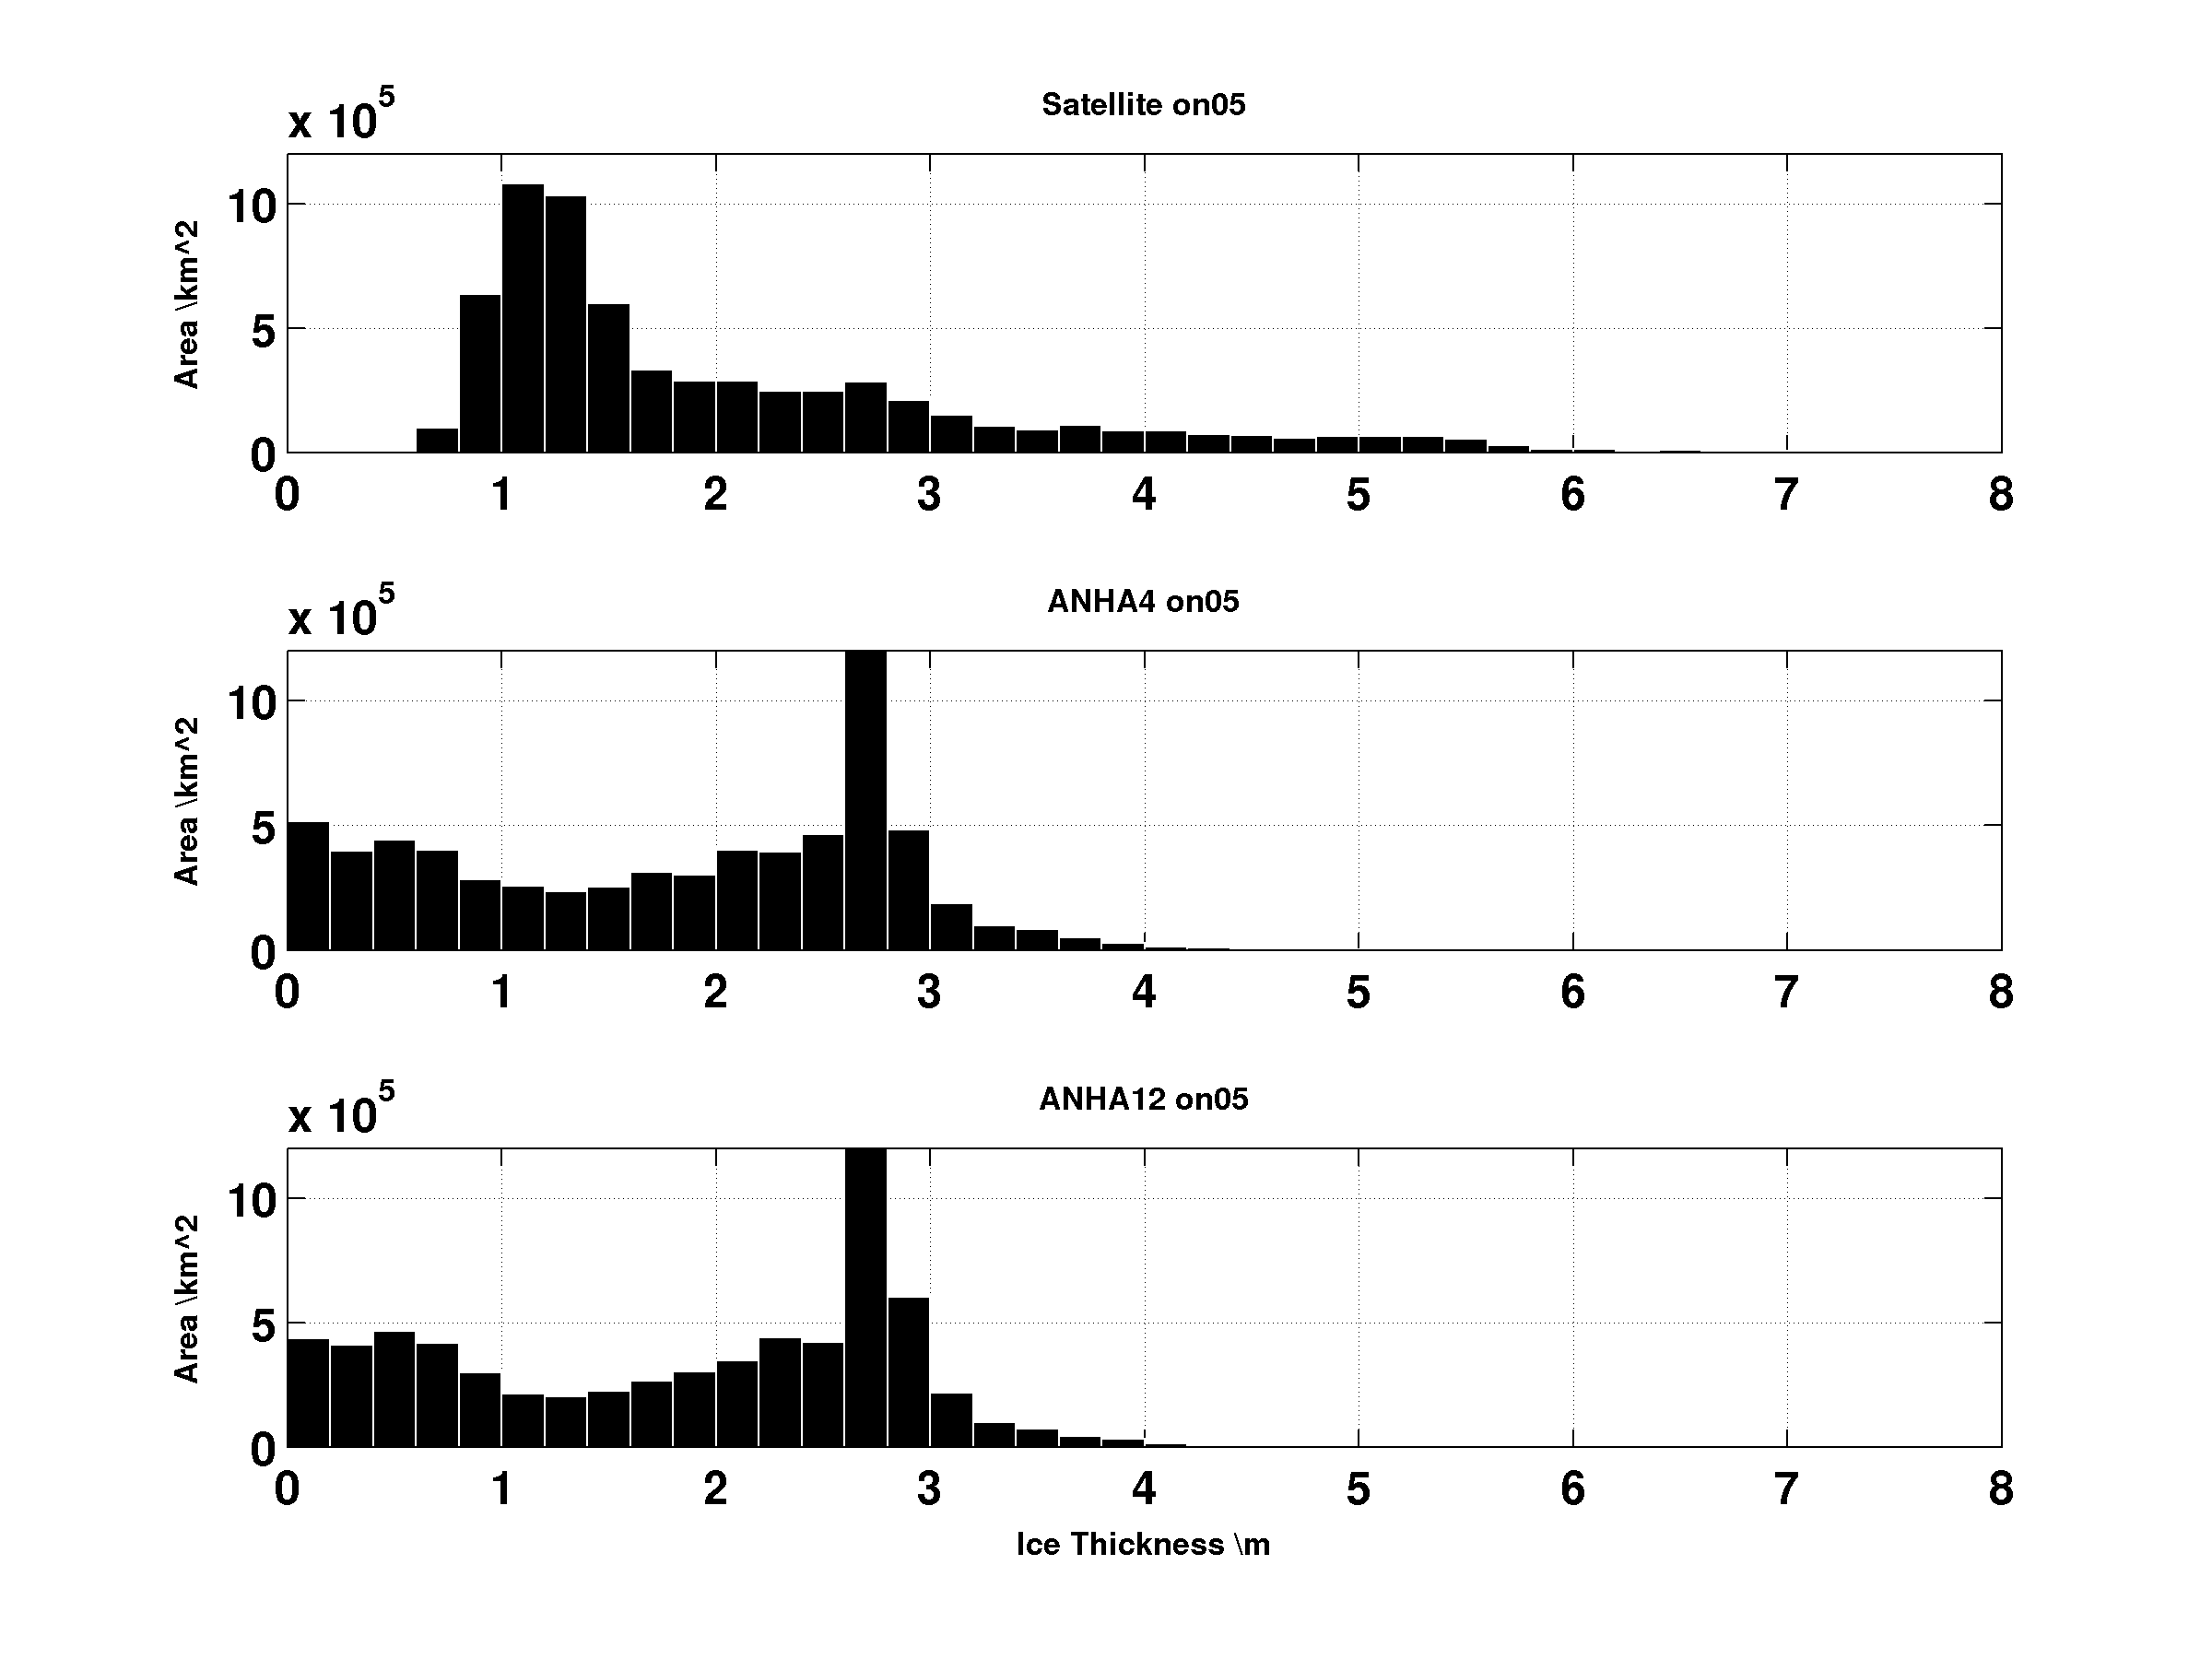 Satellite on05
x 10^5
Area \km^2
10
5
0
0 1 2 3 4 5 6 7 8
ANHA4 on05
x 10^5
Area \km^2
10
5
0
0 1 2 3 4 5 6 7 8
ANHA12 on05
x 10^5
Area \km^2
10
5
0
0 1 2 3 4 5 6 7 8
Ice Thickness \m